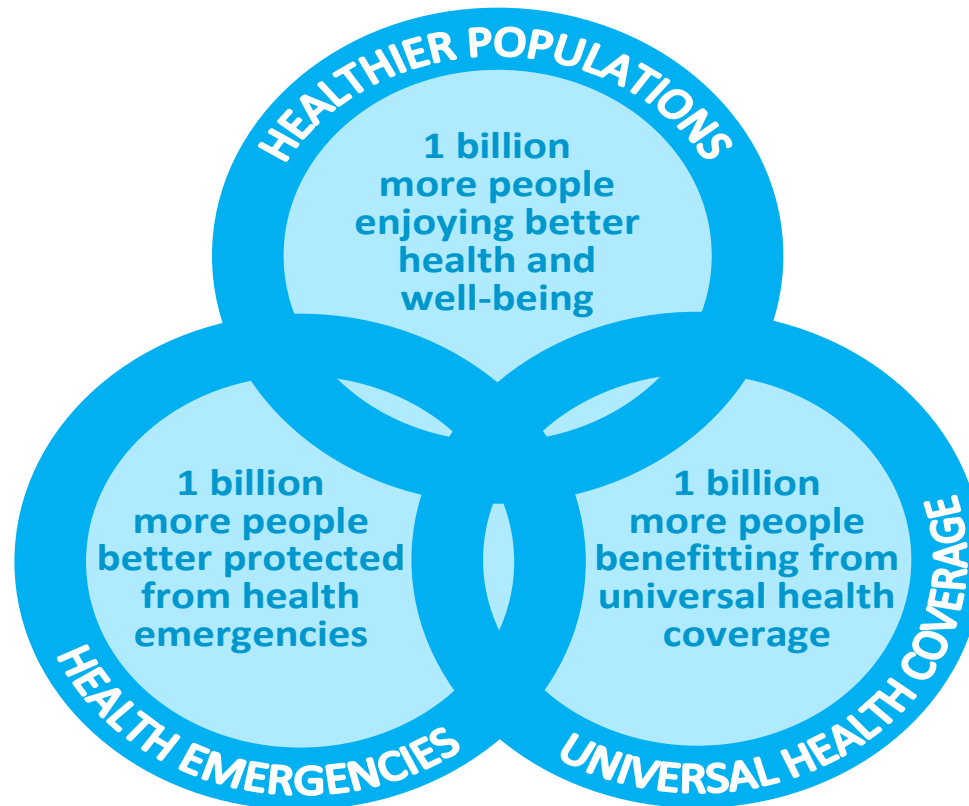 HEALTHIER POPULATIONS
1 billion
more people
enjoying better
health and
well-being
1 billion
more people
better protected
from health
emergencies
HEALTH EMERGENCIES
1 billion
more people
benefitting from
universal health
coverage
UNIVERSAL HEALTH COVERAGE